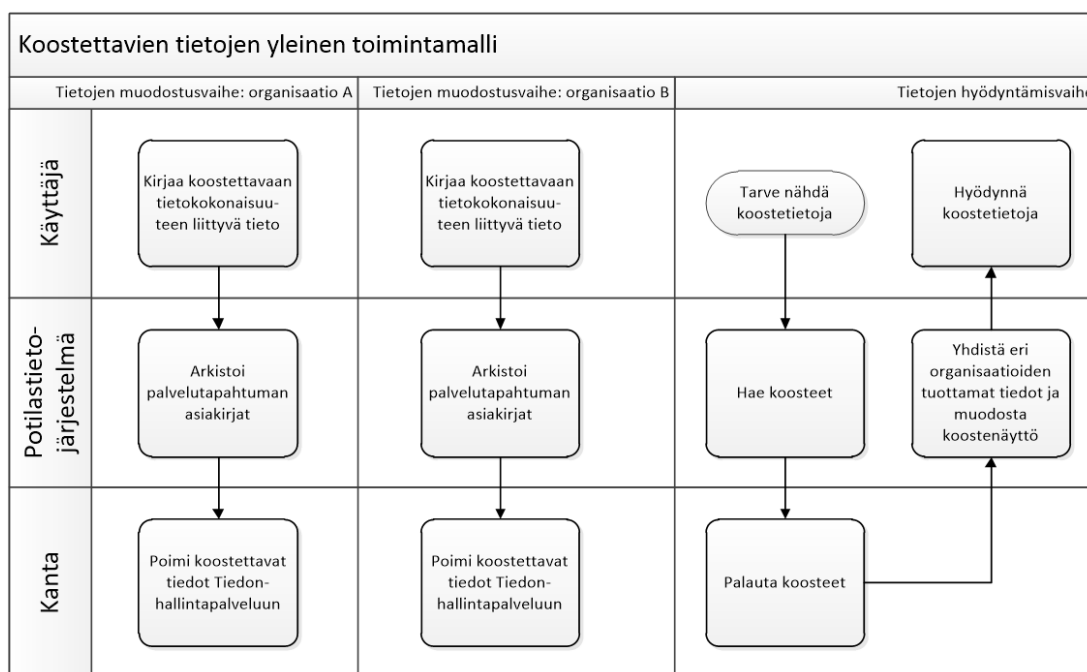 Koostettavien tietojen yleinen toimintamalli
Tietojen muodostusvaihe: organisaatio A
Tietojen muodostusvaihe: organisaatio B
Tietojen hyödyntämisvaihe
Käyttäjä
Kirjaa koostettavaan
tietokokonaisuu-
teen liittyvä tieto
Kirjaa koostettavaan
tietokokonaisuu-
teen liittyvä tieto
Tarve nähdä
koostetietoja
Hyödynnä
koostetietoja
Potilastieto-
järjestelmä
Arkistoi
palvelutapahtuman
asiakirjat
Arkistoi
palvelutapahtuman
asiakirjat
Hae koosteet
Yhdistä eri
organisaatioiden
tuottamat tiedot ja
muodosta
koostenäyttö
Kanta
Poimi koostettavat
tiedot Tiedon-
hallintapalveluun
Poimi koostettavat
tiedot Tiedon-
hallintapalveluun
Palauta koosteet